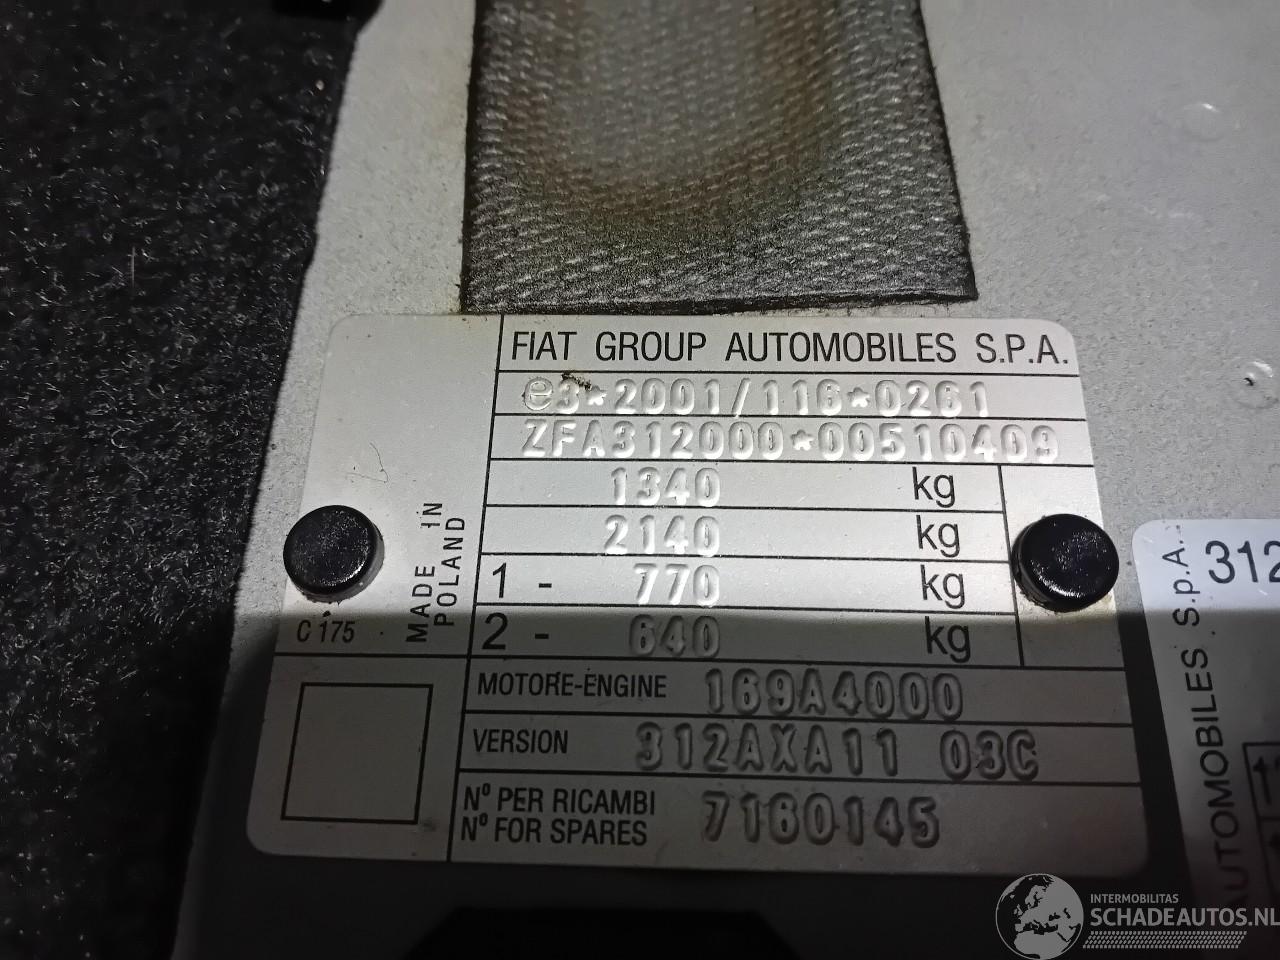 FIAT GROUP AUTOMOBILES S.P.A.
e3*2001/116*0261
ZFA312000*00510409
1340 kg
2140 kg
1 - 770 kg
2 - 640 kg
MADE IN
POLAND
C 175
MOTORE-ENGINE 169A4000
VERSION 312AXA11 03C
Nº PER RICAMBI
Nº FOR SPARES 7160145
312
AUTOMOBILES S.p.A.
INTERMOBILITAS
SCHADEAUTOS.NL